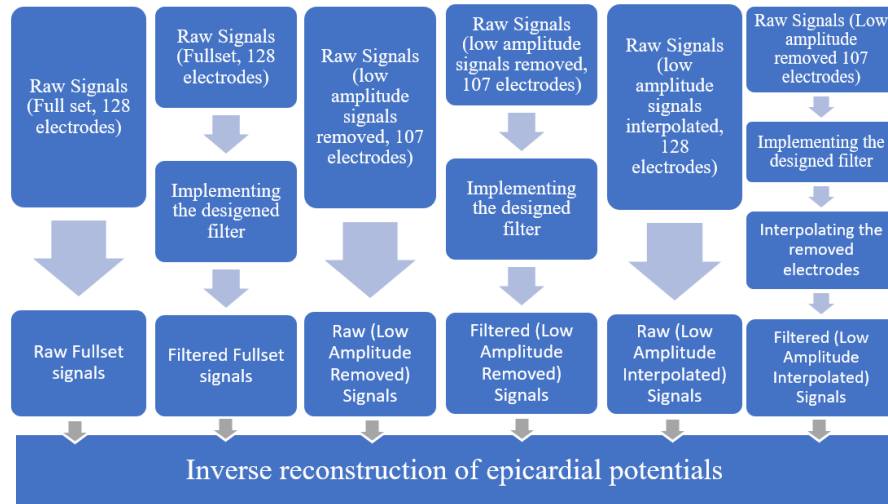 Raw Signals
(Full set, 128
electrodes)
Raw Fullset
signals
Raw Signals
(Fullset, 128
electrodes)
Implementing
the desigened
filter
Filtered Fullset
signals
Raw Signals
(low
amplitude
signals
removed, 107
electrodes)
Raw (Low
Amplitude
Removed)
Signals
Raw Signals
(low amplitude
signals removed,
107 electrodes)
Implementing
the designed
filter
Filtered (Low
Amplitude
Removed)
Signals
Raw Signals
(low
amplitude
signals
interpolated,
128
electrodes)
Raw (Low
Amplitude
Interpolated)
Signals
Raw Signals (Low
amplitude
removed 107
electrodes)
Implementing the
designed filter
Interpolating the
removed
electrodes
Filtered (Low
Amplitude
Interpolated)
Signals
Inverse reconstruction of epicardial potentials